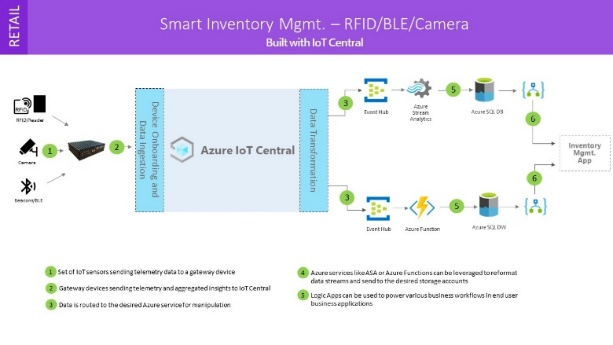 RETAIL
Smart Inventory Mgmt. – RFID/BLE/Camera
Built with IoT Central
RFID
RFID/Reader
Camera
Beacons/BLE
1
2
Device Onboarding and
Data Ingestion
Azure IoT Central
Data Transformation
3
Event Hub
Azure
Stream
Analytics
5
Azure SQL DB
6
Inventory
Mgmt.
App
3
Event Hub
Azure Function
5
Azure SQL DW
6
1 Set of IoT sensors sending telemetry data to a gateway device
2 Gateway devices sending telemetry and aggregated insights to IoT Central
3 Data is routed to the desired Azure service for manipulation
4 Azure services like ASA or Azure Functions can be leveraged to reformat
data streams and send to the desired storage accounts
5 Logic Apps can be used to power various business workflows in end user
business applications